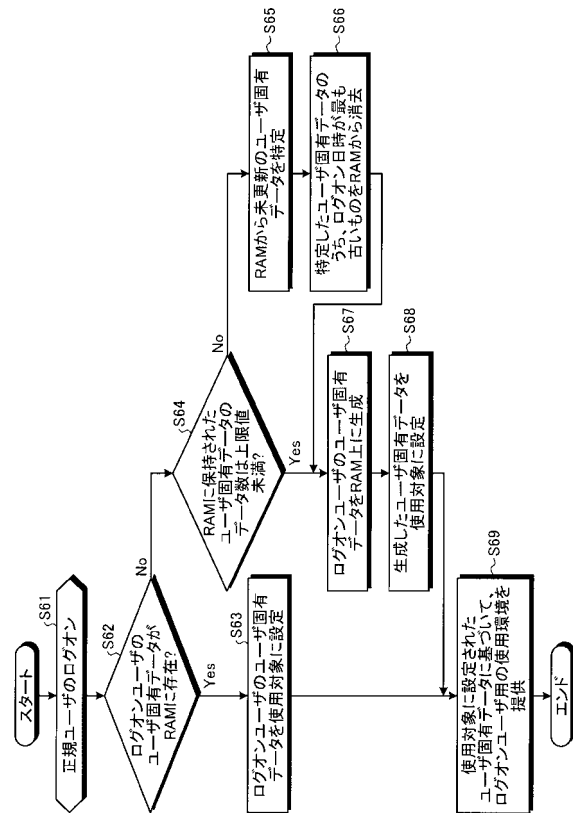 スタート
S61
正規ユーザのログオン
S62
ログオンユーザの
ユーザ固有データが
RAMに存在?
No
Yes
S63
ログオンユーザのユーザ固有
データを使用対象に設定
S64
RAMに保持された
ユーザ固有データの
データ数は上限値
未満?
No
Yes
S65
RAMから未更新のユーザ固有
データを特定
S66
特定したユーザ固有データの
うち、ログオン日時が最も
古いものをRAMから消去
S67
ログオンユーザのユーザ固有
データをRAM上に生成
S68
生成したユーザ固有データを
使用対象に設定
S69
使用対象に設定された
ユーザ固有データに基づいて、
ログオンユーザ用の使用環境を
提供
エンド